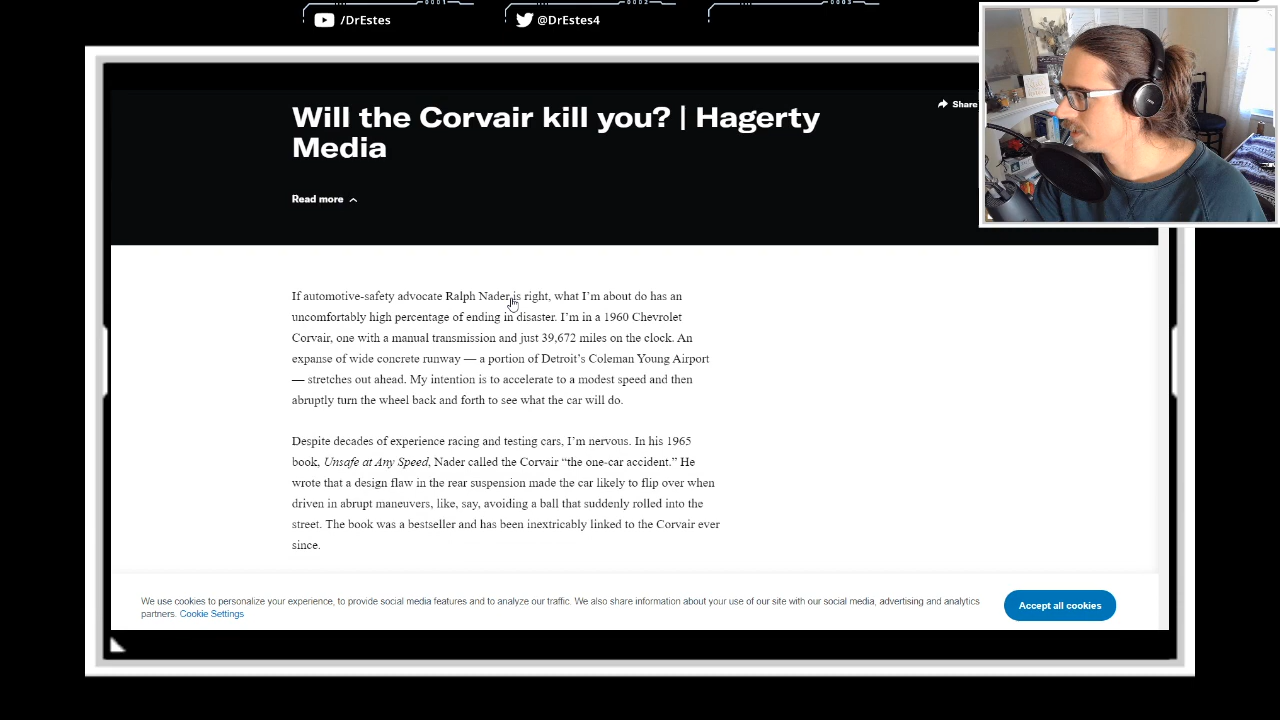 0001
0002
0003
/DrEstes
@DrEstes4
Will the Corvair kill you? | Hagerty
Media
Share
Read more
If automotive-safety advocate Ralph Nader is right, what I’m about do has an
uncomfortably high percentage of ending in disaster. I’m in a 1960 Chevrolet
Corvair, one with a manual transmission and just 39,672 miles on the clock. An
expanse of wide concrete runway — a portion of Detroit’s Coleman Young Airport
— stretches out ahead. My intention is to accelerate to a modest speed and then
abruptly turn the wheel back and forth to see what the car will do.
Despite decades of experience racing and testing cars, I’m nervous. In his 1965
book, Unsafe at Any Speed, Nader called the Corvair “the one-car accident.” He
wrote that a design flaw in the rear suspension made the car likely to flip over when
driven in abrupt maneuvers, like, say, avoiding a ball that suddenly rolled into the
street. The book was a bestseller and has been inextricably linked to the Corvair ever
since.
We use cookies to personalize your experience, to provide social media features and to analyze our traffic. We also share information about your use of our site with our social media, advertising and analytics
partners. Cookie Settings
Accept all cookies